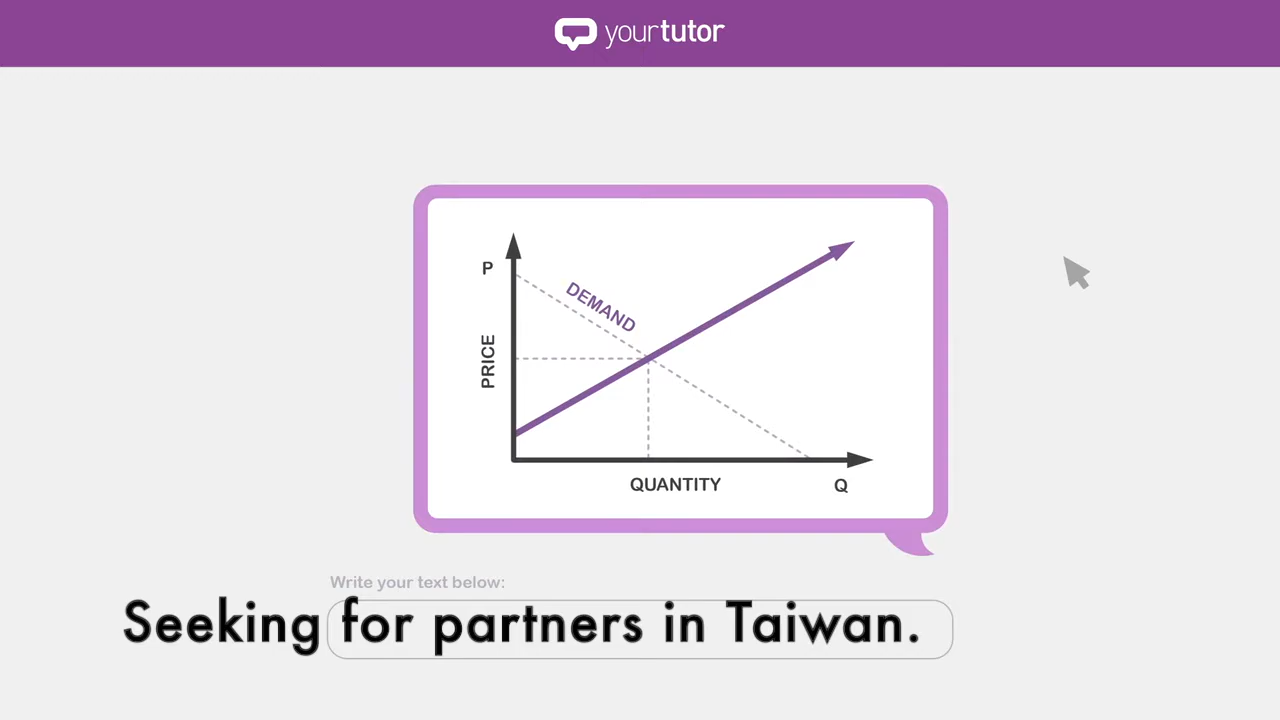 yourtutor
P
DEMAND
PRICE
QUANTITY
Q
Write your text below:
Seeking for partners in Taiwan.